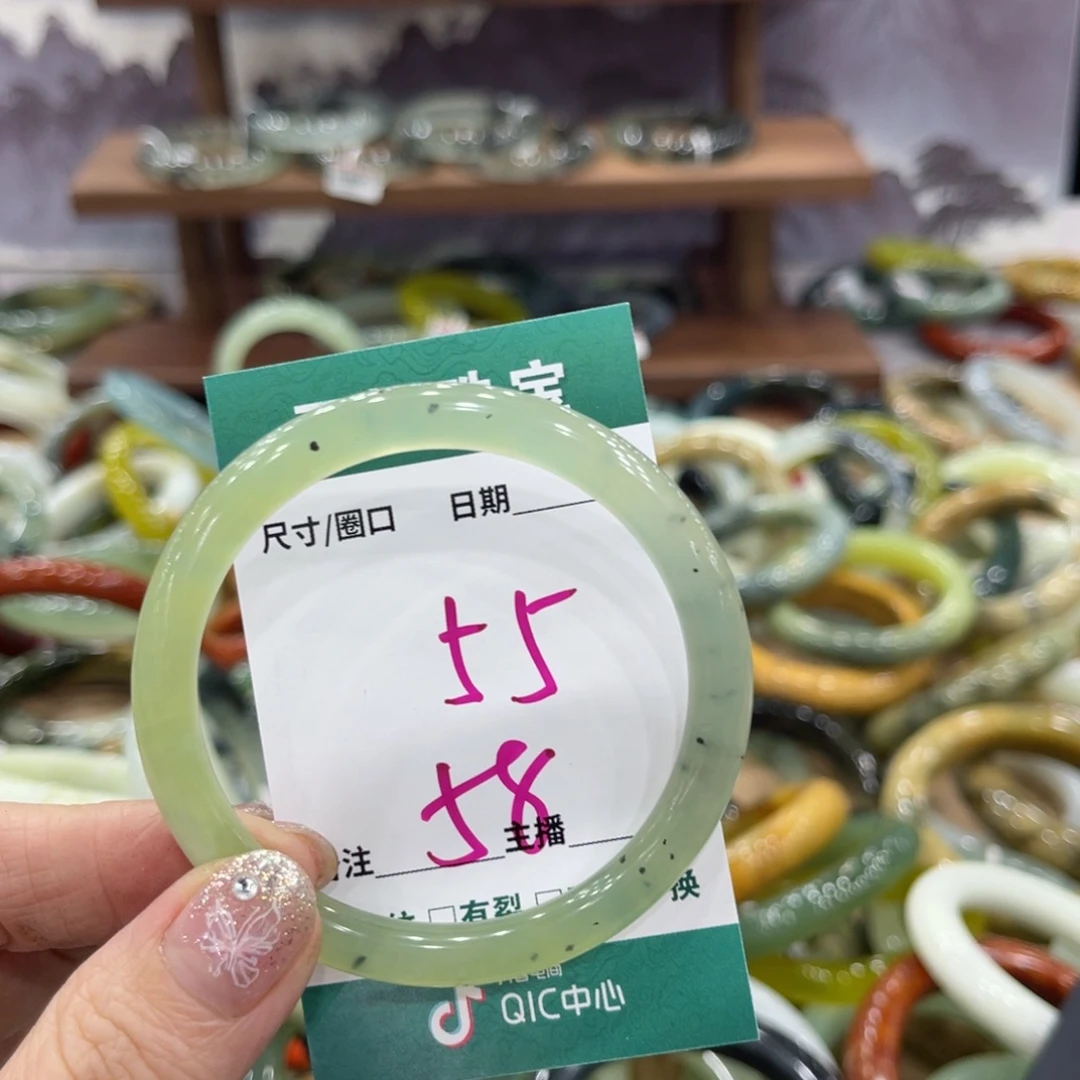 宝
尺寸/圈口 日期
55
58
注 主播
有裂 换
QIC中心